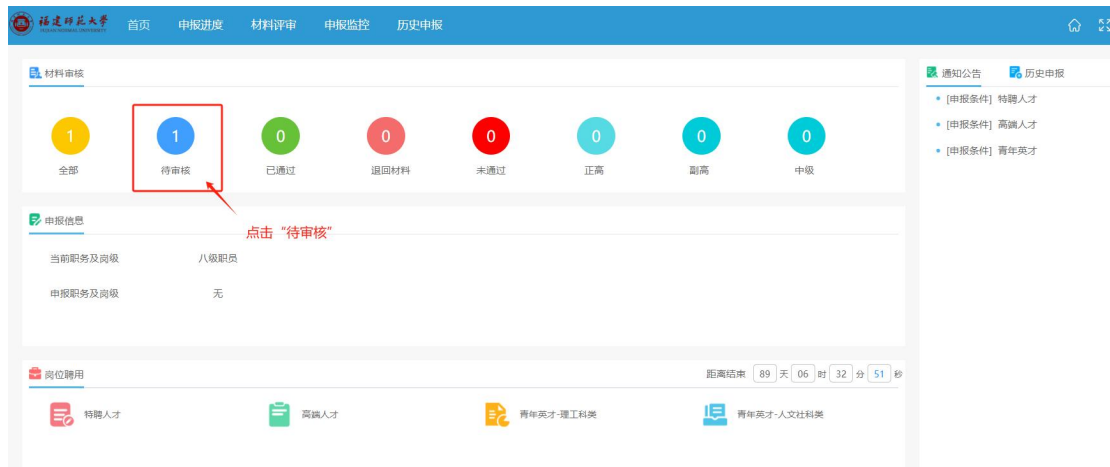 福建师范大学 首页 申报进度 材料评审 申报监控 历史申报
FUJIAN NORMAL UNIVERSITY
材料审核
1 1 0 0 0 0 0 0
全部 待审核 已通过 退回材料 未通过 正高 副高 中级
点击“待审核”
申报信息
当前职务及岗级 八级职员
申报职务及岗级 无
岗位聘用 距离结束 89 天 06 时 32 分 51 秒
特聘人才 高端人才 青年英才-理工科类 青年英才-人文社科类
通知公告 历史申报
[申报条件] 特聘人才
[申报条件] 高端人才
[申报条件] 青年英才